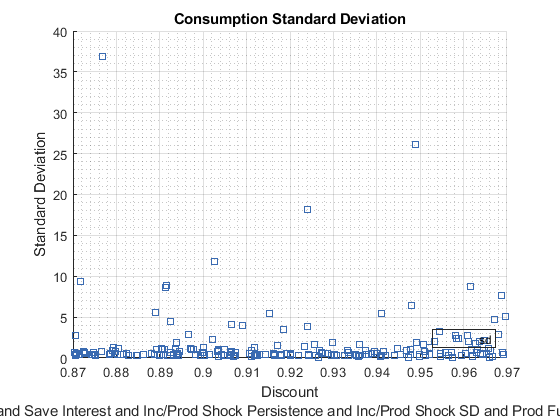 Consumption Standard Deviation
40
35
30
25
20
15
10
5
0
Standard Deviation
sd
0.87 0.88 0.89 0.9 0.91 0.92 0.93 0.94 0.95 0.96 0.97
Discount
and Save Interest and Inc/Prod Shock Persistence and Inc/Prod Shock SD and Prod Fu